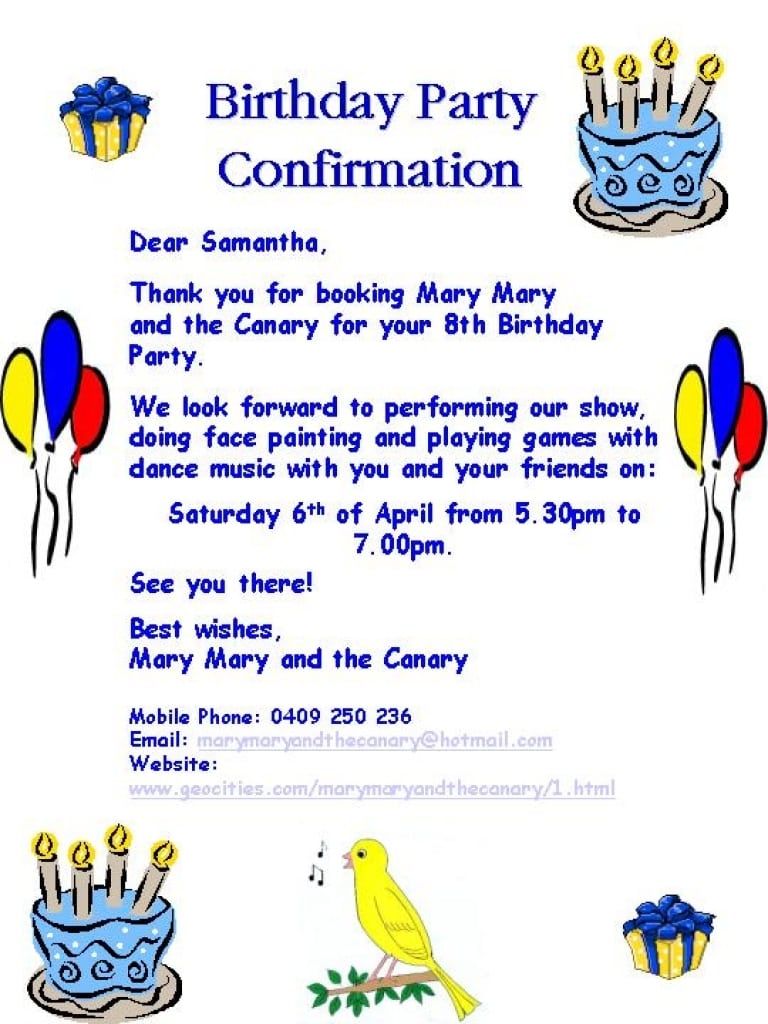 Birthday Party
Confirmation
Dear Samantha,
Thank you for booking Mary Mary
and the Canary for your 8th Birthday
Party.
We look forward to performing our show,
doing face painting and playing games with
dance music with you and your friends on:
Saturday 6th of April from 5.30pm to
7.00pm.
See you there!
Best wishes,
Mary Mary and the Canary
Mobile Phone: 0409 250 236
Email: marymaryandthecanary@hotmail.com
Website:
www.geocities.com/marymaryandthecanary/1.html